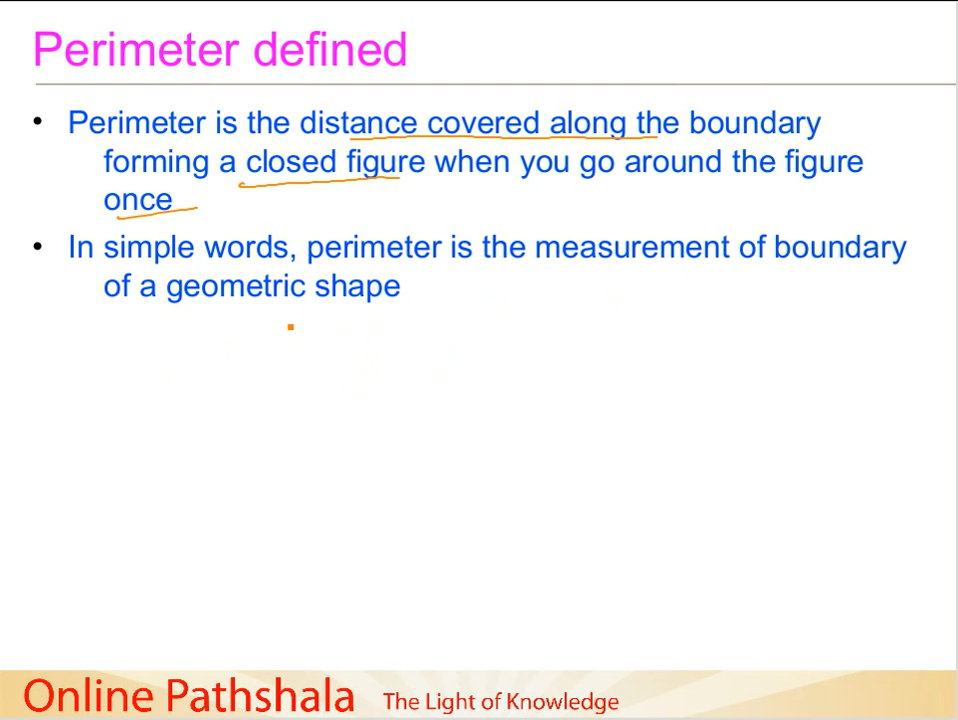 Perimeter defined
• Perimeter is the distance covered along the boundary
forming a closed figure when you go around the figure
once
• In simple words, perimeter is the measurement of boundary
of a geometric shape
Online Pathshala The Light of Knowledge